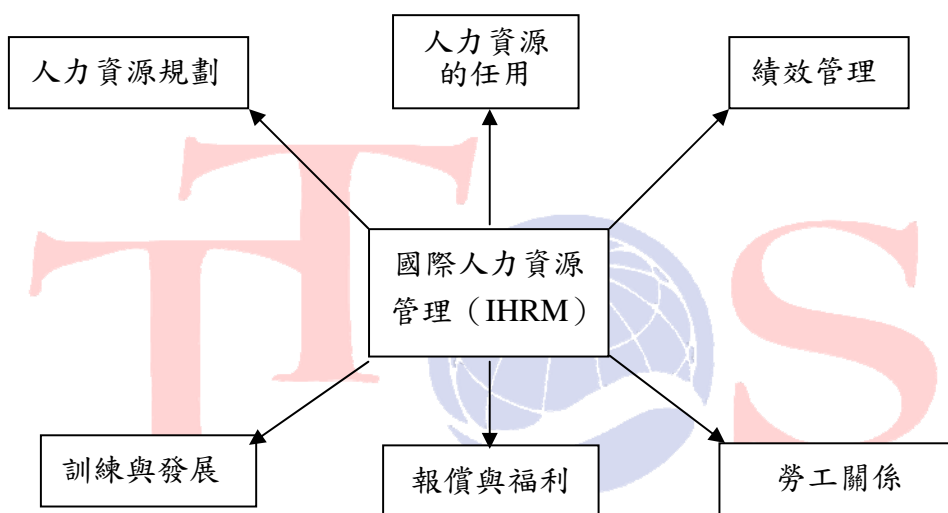 人力資源規劃
人力資源
的任用
績效管理
國際人力資源
管理（IHRM）
訓練與發展
報償與福利
勞工關係
TTQS